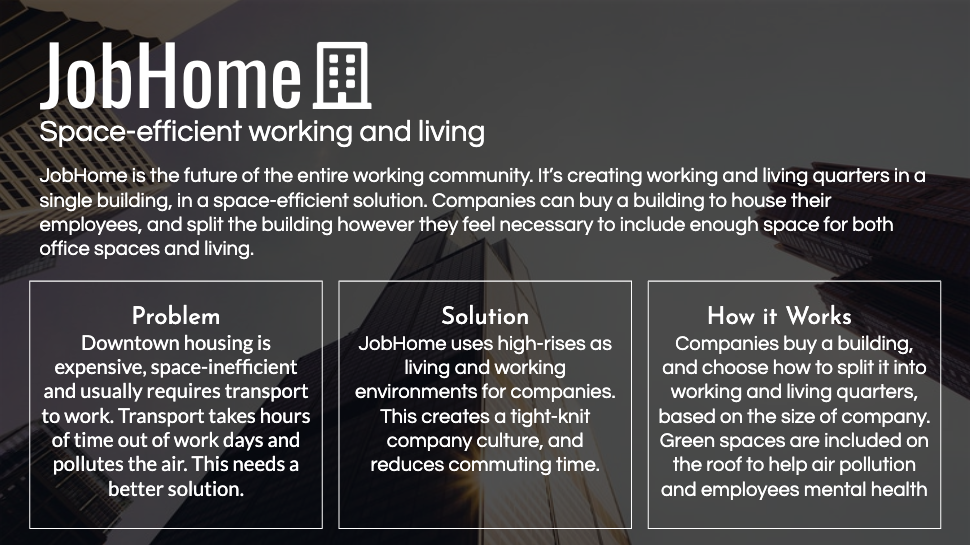 JobHome
Space-efficient working and living
JobHome is the future of the entire working community. It’s creating working and living quarters in a
single building, in a space-efficient solution. Companies can buy a building to house their
employees, and split the building however they feel necessary to include enough space for both
office spaces and living.
Problem
Downtown housing is
expensive, space-inefficient
and usually requires transport
to work. Transport takes hours
of time out of work days and
pollutes the air. This needs a
better solution.
Solution
JobHome uses high-rises as
living and working
environments for companies.
This creates a tight-knit
company culture, and
reduces commuting time.
How it Works
Companies buy a building,
and choose how to split it into
working and living quarters,
based on the size of company.
Green spaces are included on
the roof to help air pollution
and employees mental health